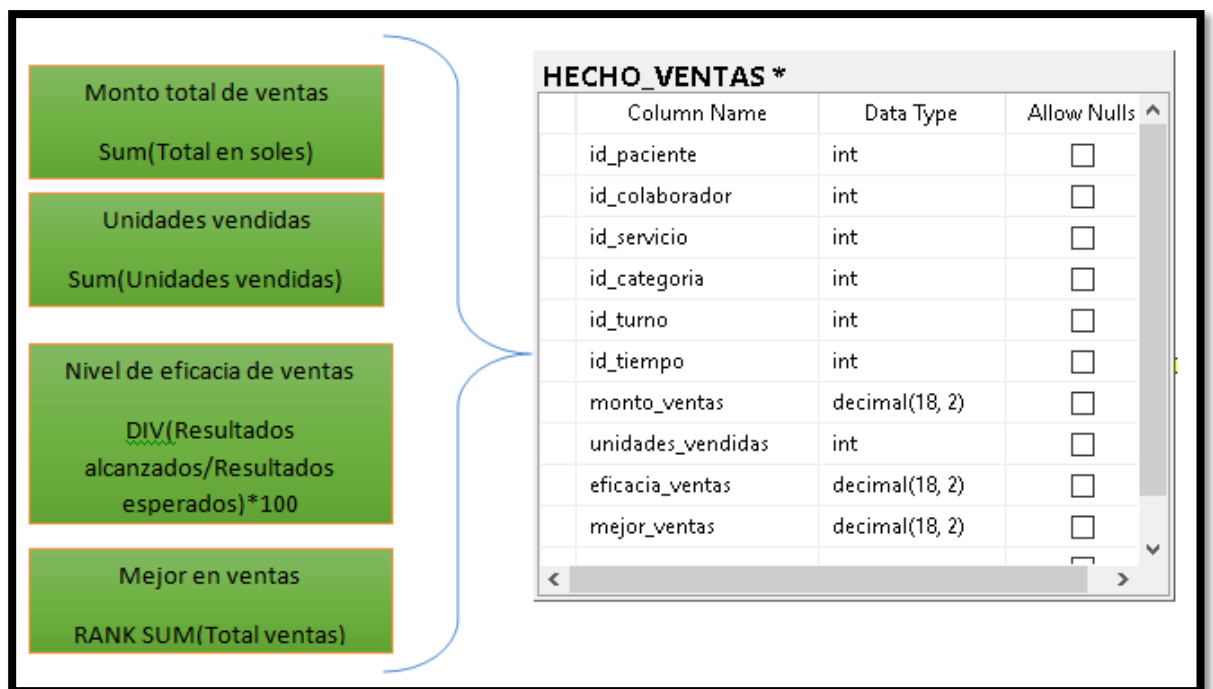 Monto total de ventas
Sum(Total en soles)
Unidades vendidas
Sum(Unidades vendidas)
Nivel de eficacia de ventas
DIV(Resultados
alcanzados/Resultados
esperados)*100
Mejor en ventas
RANK SUM(Total ventas)
HECHO_VENTAS *
Column Name Data Type Allow Nulls
id_paciente int
id_colaborador int
id_servicio int
id_categoria int
id_turno int
id_tiempo int
monto_ventas decimal(18, 2)
unidades_vendidas int
eficacia_ventas decimal(18, 2)
mejor_ventas decimal(18, 2)